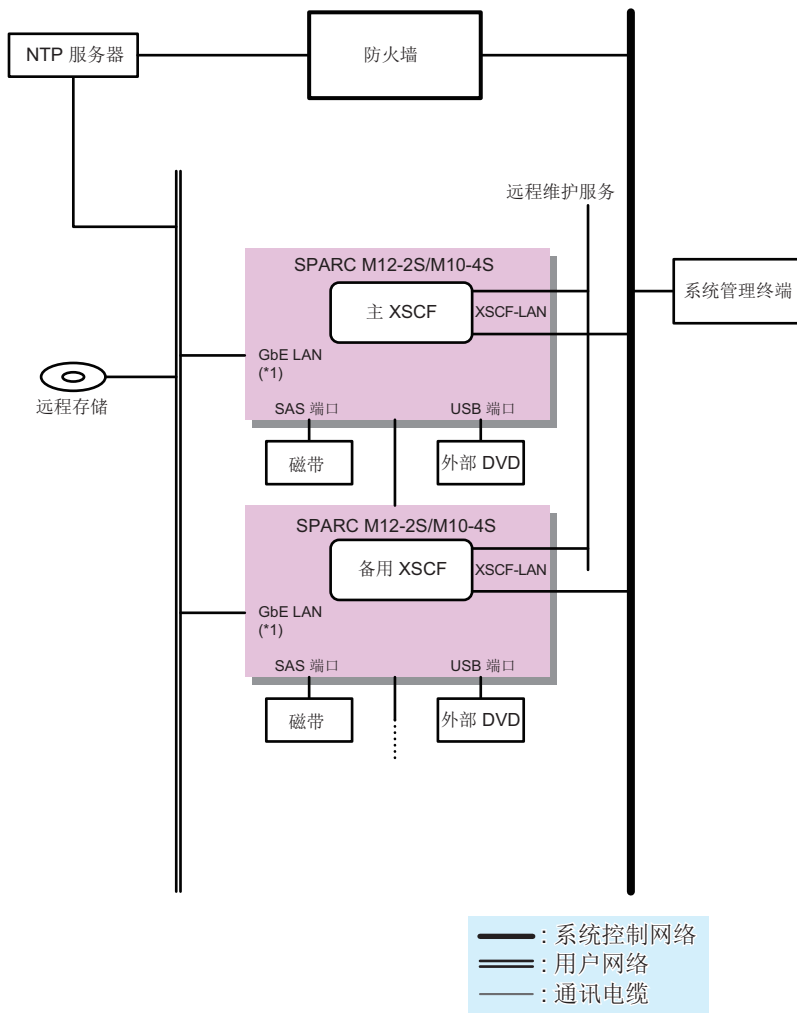 NTP 服务器
防火墙
远程维护服务
SPARC M12-2S/M10-4S
主 XSCF
XSCF-LAN
系统管理终端
GbE LAN
(*1)
远程存储
SAS 端口
USB 端口
磁带
外部 DVD
SPARC M12-2S/M10-4S
备用 XSCF
XSCF-LAN
GbE LAN
(*1)
SAS 端口
USB 端口
磁带
外部 DVD
: 系统控制网络
: 用户网络
: 通讯电缆